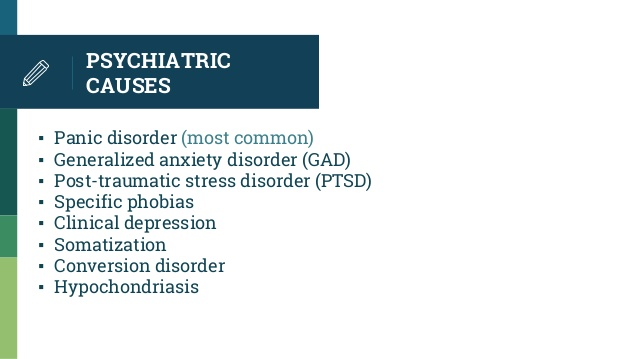 PSYCHIATRIC
CAUSES
▪ Panic disorder (most common)
▪ Generalized anxiety disorder (GAD)
▪ Post-traumatic stress disorder (PTSD)
▪ Specific phobias
▪ Clinical depression
▪ Somatization
▪ Conversion disorder
▪ Hypochondriasis